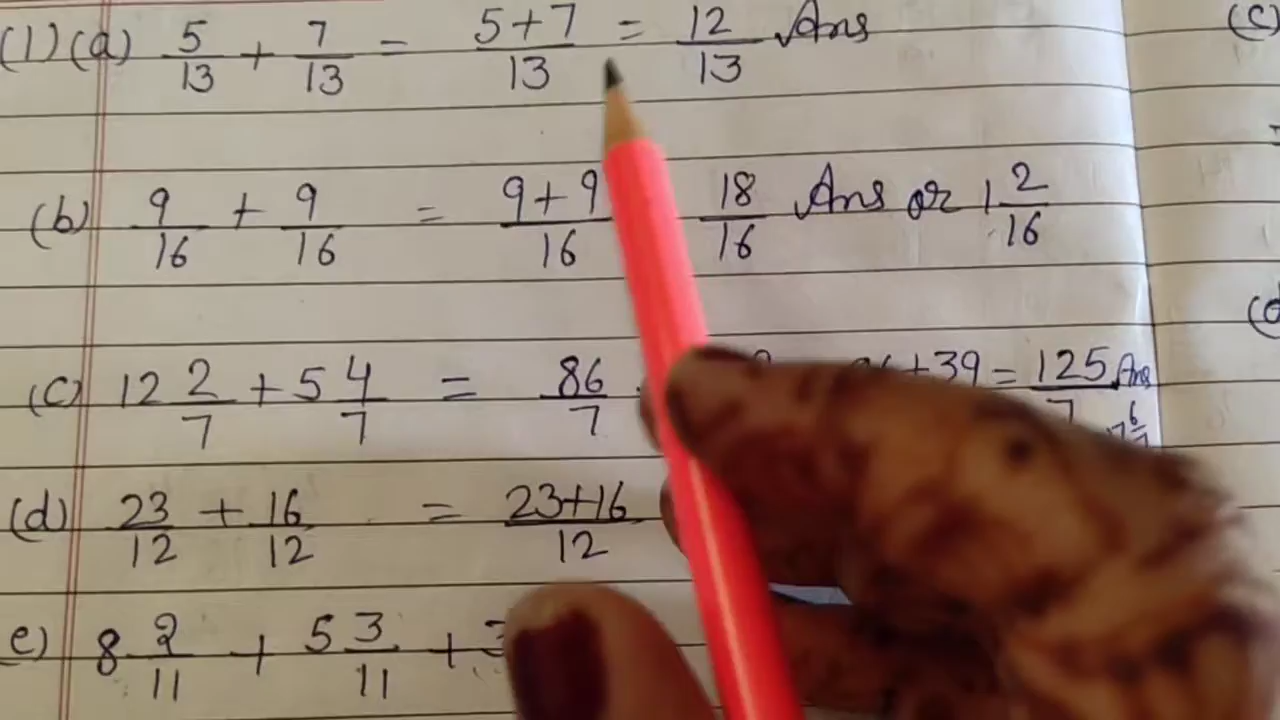 (1)(a) 5/13 + 7/13 = 5+7/13 = 12/13 Ans
(c)
(b) 9/16 + 9/16 = 9+9/16 18/16 Ans or 1 2/16
(c) 12 2/7 + 5 4/7 = 86/7 +39 = 125/7 Ans
(d) 23/12 + 16/12 = 23+16/12
e) 8 2/11 + 5 3/11 +